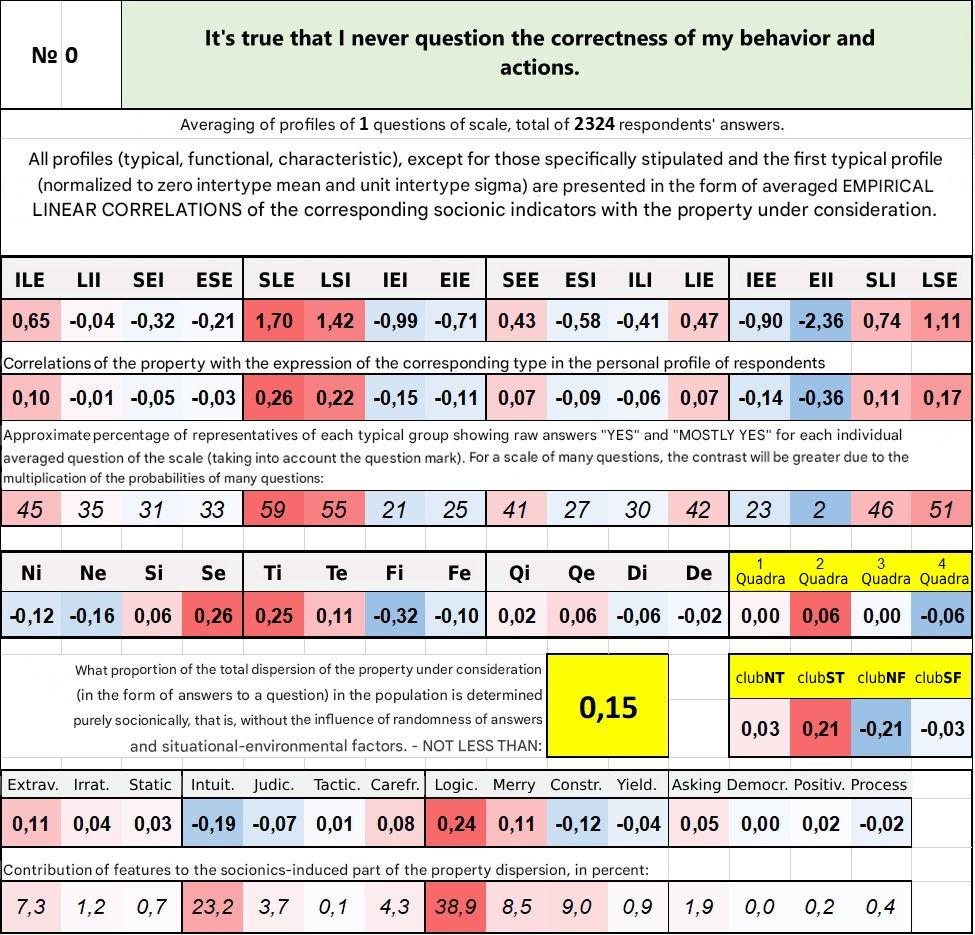 № 0
It's true that I never question the correctness of my behavior and
actions.
Averaging of profiles of 1 questions of scale, total of 2324 respondents' answers.
All profiles (typical, functional, characteristic), except for those specifically stipulated and the first typical profile
(normalized to zero intertype mean and unit intertype sigma) are presented in the form of averaged EMPIRICAL
LINEAR CORRELATIONS of the corresponding socionic indicators with the property under consideration.
ILE LII SEI ESE SLE LSI IEI EIE SEE ESI ILI LIE IEE EII SLI LSE
0,65 -0,04 -0,32 -0,21 1,70 1,42 -0,99 -0,71 0,43 -0,58 -0,41 0,47 -0,90 -2,36 0,74 1,11
Correlations of the property with the expression of the corresponding type in the personal profile of respondents
0,10 -0,01 -0,05 -0,03 0,26 0,22 -0,15 -0,11 0,07 -0,09 -0,06 0,07 -0,14 -0,36 0,11 0,17
Approximate percentage of representatives of each typical group showing raw answers "YES" and "MOSTLY YES" for each individual
averaged question of the scale (taking into account the question mark). For a scale of many questions, the contrast will be greater due to the
multiplication of the probabilities of many questions:
45 35 31 33 59 55 21 25 41 27 30 42 23 2 46 51
Ni Ne Si Se Ti Te Fi Fe Qi Qe Di De 1 Quadra 2 Quadra 3 Quadra 4 Quadra
-0,12 -0,16 0,06 0,26 0,25 0,11 -0,32 -0,10 0,02 0,06 -0,06 -0,02 0,00 0,06 0,00 -0,06
What proportion of the total dispersion of the property under consideration
(in the form of answers to a question) in the population is determined
purely socionically, that is, without the influence of randomness of answers
and situational-environmental factors. - NOT LESS THAN:
0,15
clubNT clubST clubNF clubSF
0,03 0,21 -0,21 -0,03
Extrav. Irrat. Static Intuit. Judic. Tactic. Carefr. Logic. Merry Constr. Yield. Asking Democr. Positiv. Process
0,11 0,04 0,03 -0,19 -0,07 0,01 0,08 0,24 0,11 -0,12 -0,04 0,05 0,00 0,02 -0,02
Contribution of features to the socionics-induced part of the property dispersion, in percent:
7,3 1,2 0,7 23,2 3,7 0,1 4,3 38,9 8,5 9,0 0,9 1,9 0,0 0,2 0,4